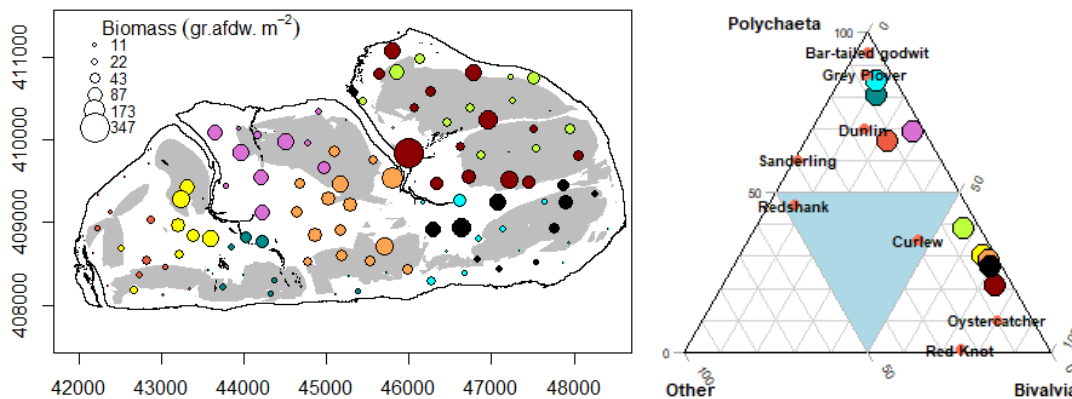 Biomass (gr.afdw. m⁻²)
11
22
43
87
173
347
411000
410000
409000
408000
42000 43000 44000 45000 46000 47000 48000
Polychaeta
100
0
Bar-tailed godwit
Grey Plover
Dunlin
Sanderling
50
50
Redshank
Curlew
Oystercatcher
Red Knot
0
100
50
100
0
Other
Bivalvia